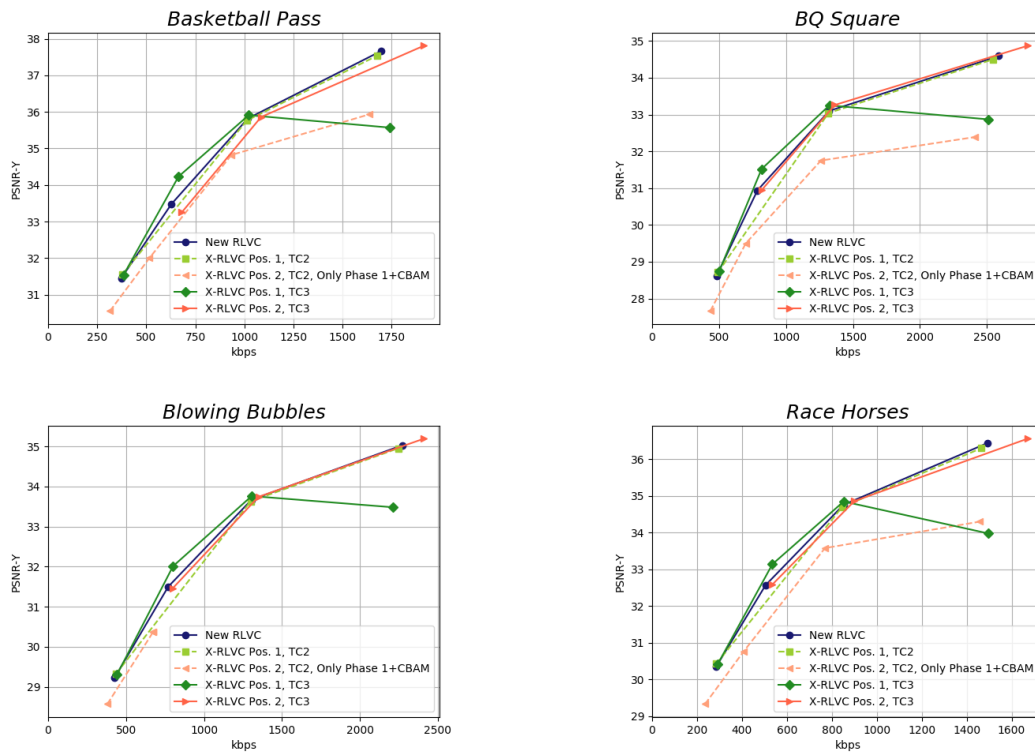 Basketball Pass
38
37
36
35
34
33
32
31
PSNR-Y
0
250
500
750
1000
1250
1500
1750
kbps
New RLVC
X-RLVC Pos. 1, TC2
X-RLVC Pos. 2, TC2, Only Phase 1+CBAM
X-RLVC Pos. 1, TC3
X-RLVC Pos. 2, TC3
BQ Square
35
34
33
32
31
30
29
28
PSNR-Y
0
500
1000
1500
2000
2500
kbps
New RLVC
X-RLVC Pos. 1, TC2
X-RLVC Pos. 2, TC2, Only Phase 1+CBAM
X-RLVC Pos. 1, TC3
X-RLVC Pos. 2, TC3
Blowing Bubbles
35
34
33
32
31
30
29
PSNR-Y
0
500
1000
1500
2000
2500
kbps
New RLVC
X-RLVC Pos. 1, TC2
X-RLVC Pos. 2, TC2, Only Phase 1+CBAM
X-RLVC Pos. 1, TC3
X-RLVC Pos. 2, TC3
Race Horses
36
35
34
33
32
31
30
29
PSNR-Y
0
200
400
600
800
1000
1200
1400
1600
kbps
New RLVC
X-RLVC Pos. 1, TC2
X-RLVC Pos. 2, TC2, Only Phase 1+CBAM
X-RLVC Pos. 1, TC3
X-RLVC Pos. 2, TC3